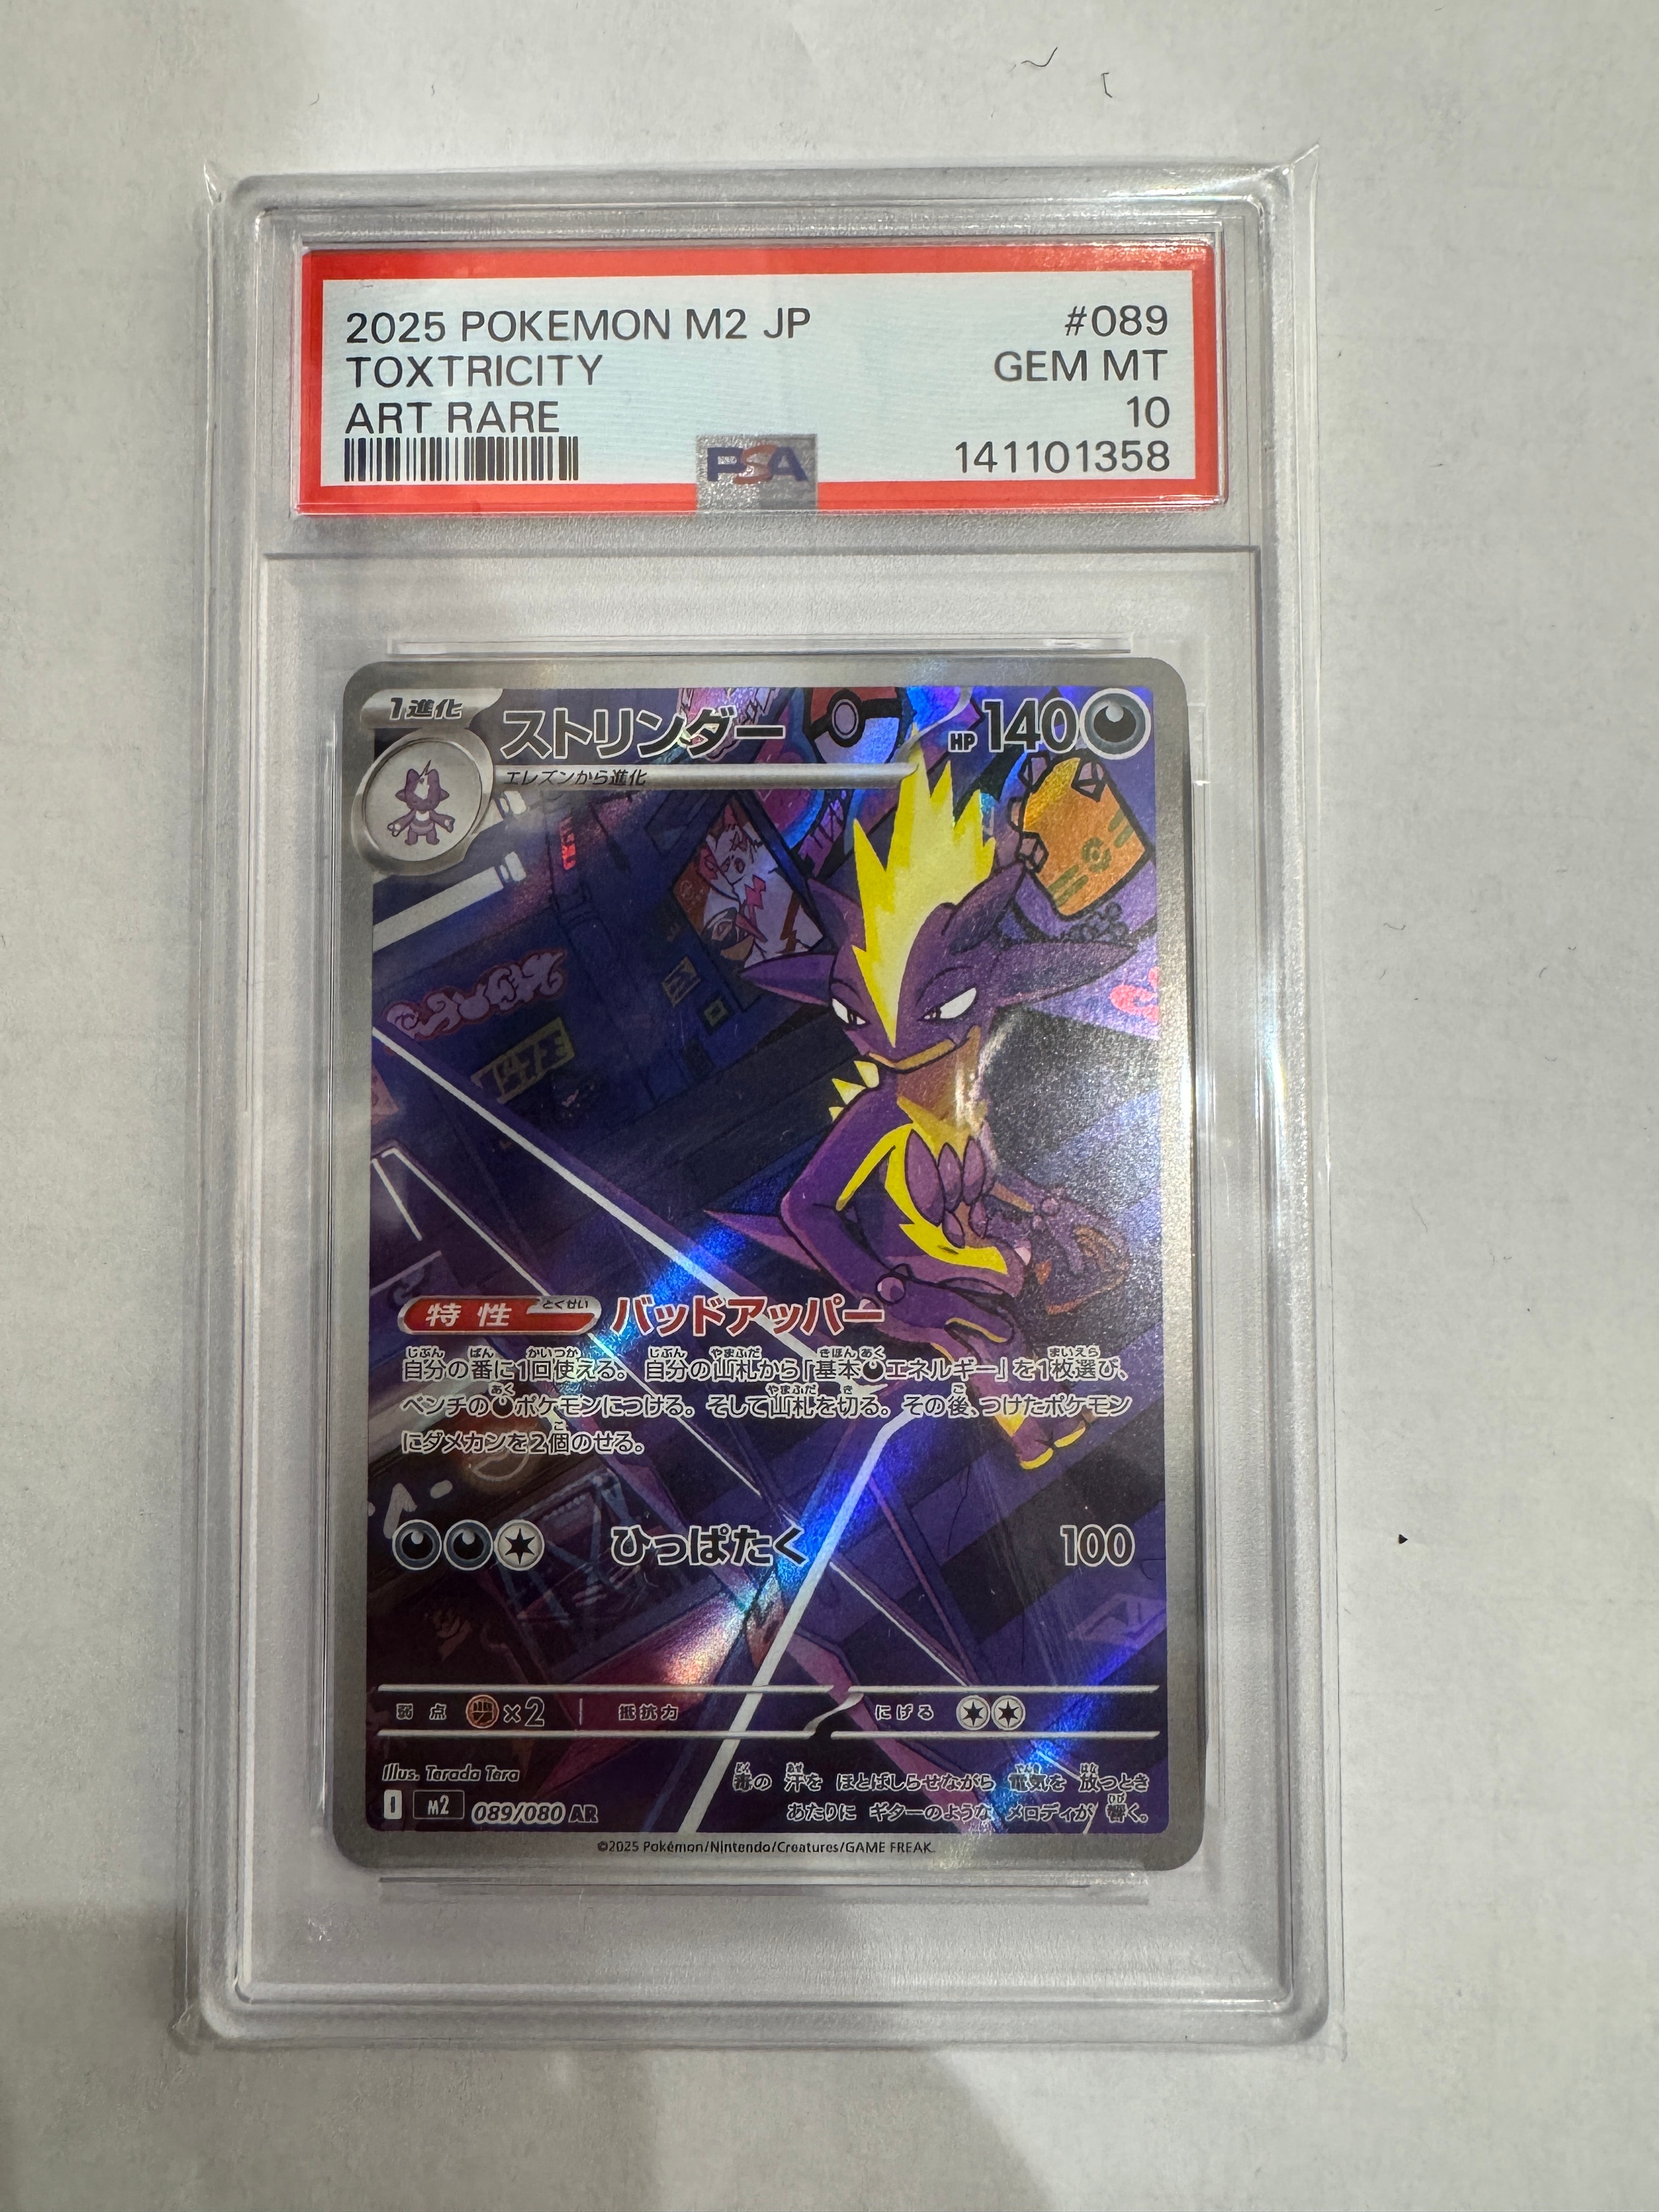 2025 POKEMON M2 JP #089
TOXTRICITY GEM MT
ART RARE 10
PSA 141101358
1進化 ストリンダー HP 140
エレズンから進化
特性 とくせい バッドアッパー
自分の番に1回使える。自分の山札から「基本エネルギー」を1枚選び、
ベンチのポケモンにつける。そして山札を切る。その後、つけたポケモン
にダメカンを2個のせる。
ひっぱたく 100
弱点 ×2 抵抗力 にげる
Illus. Terada Tera
毒の 汗を ほとばしらせながら 電気を 放つとき
あたりに ギターのような メロディが 響く。
I M2 089/080 AR
©2025 Pokémon/Nintendo/Creatures/GAME FREAK.